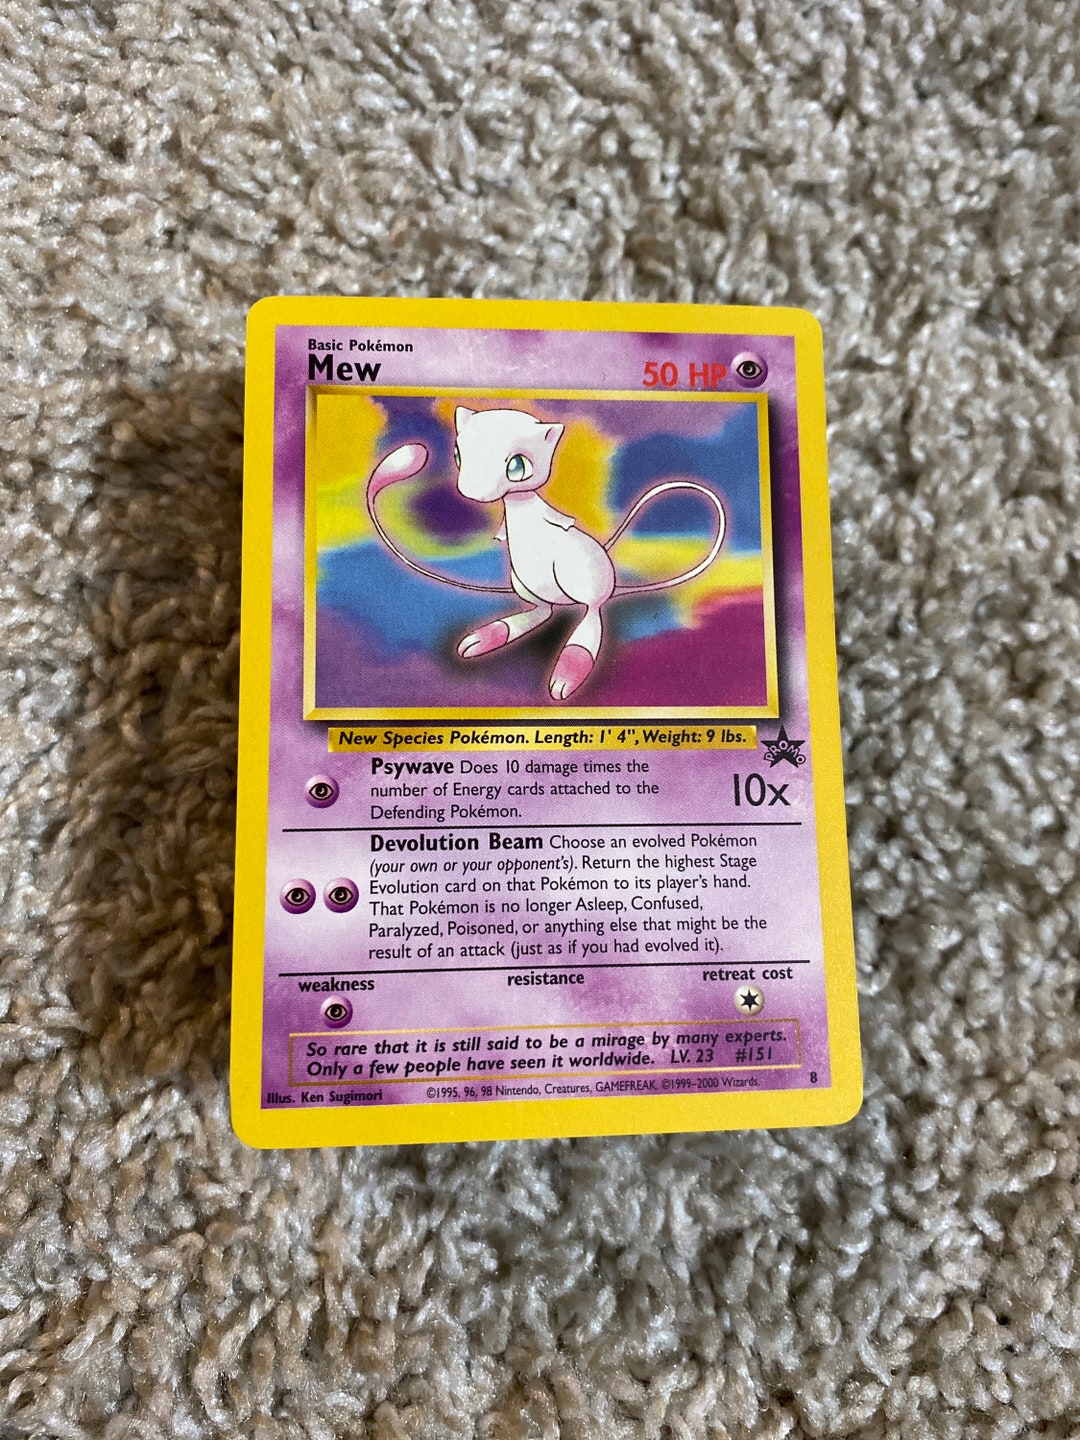 Basic Pokémon
Mew
50 HP
New Species Pokémon. Length: 1' 4", Weight: 9 lbs.
PROMO
Psywave Does 10 damage times the
number of Energy cards attached to the
Defending Pokémon.
10x
Devolution Beam Choose an evolved Pokémon
(your own or your opponent's). Return the highest Stage
Evolution card on that Pokémon to its player's hand.
That Pokémon is no longer Asleep, Confused,
Paralyzed, Poisoned, or anything else that might be the
result of an attack (just as if you had evolved it).
weakness
resistance
retreat cost
So rare that it is still said to be a mirage by many experts.
Only a few people have seen it worldwide. LV. 23 #151
Illus. Ken Sugimori
©1995, 96, 98 Nintendo, Creatures, GAMEFREAK. ©1999-2000 Wizards.
8